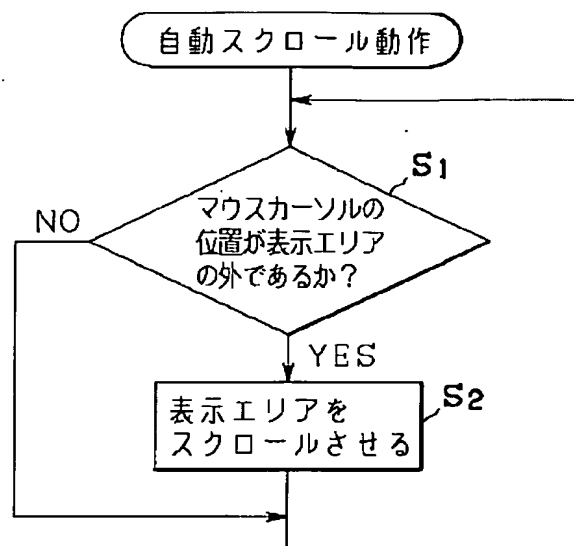 自動スクロール動作
S1
マウスカーソルの
位置が表示エリア
の外であるか？
NO
YES
S2
表示エリアを
スクロールさせる